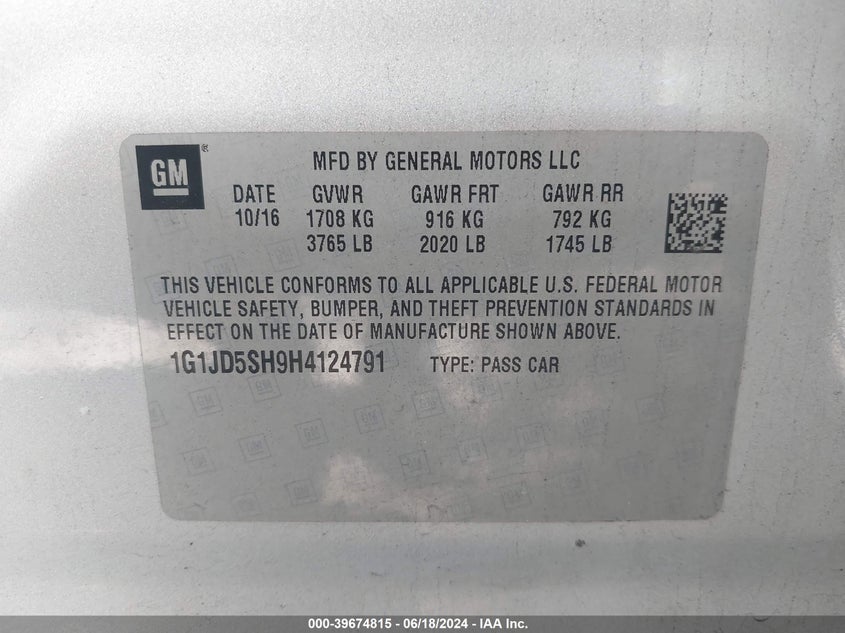 GM ®
MFD BY GENERAL MOTORS LLC
DATE GVWR GAWR FRT GAWR RR
10/16 1708 KG 916 KG 792 KG
3765 LB 2020 LB 1745 LB
THIS VEHICLE CONFORMS TO ALL APPLICABLE U.S. FEDERAL MOTOR
VEHICLE SAFETY, BUMPER, AND THEFT PREVENTION STANDARDS IN
EFFECT ON THE DATE OF MANUFACTURE SHOWN ABOVE.
1G1JD5SH9H4124791 TYPE: PASS CAR
000-39674815 - 06/18/2024 - IAA Inc.